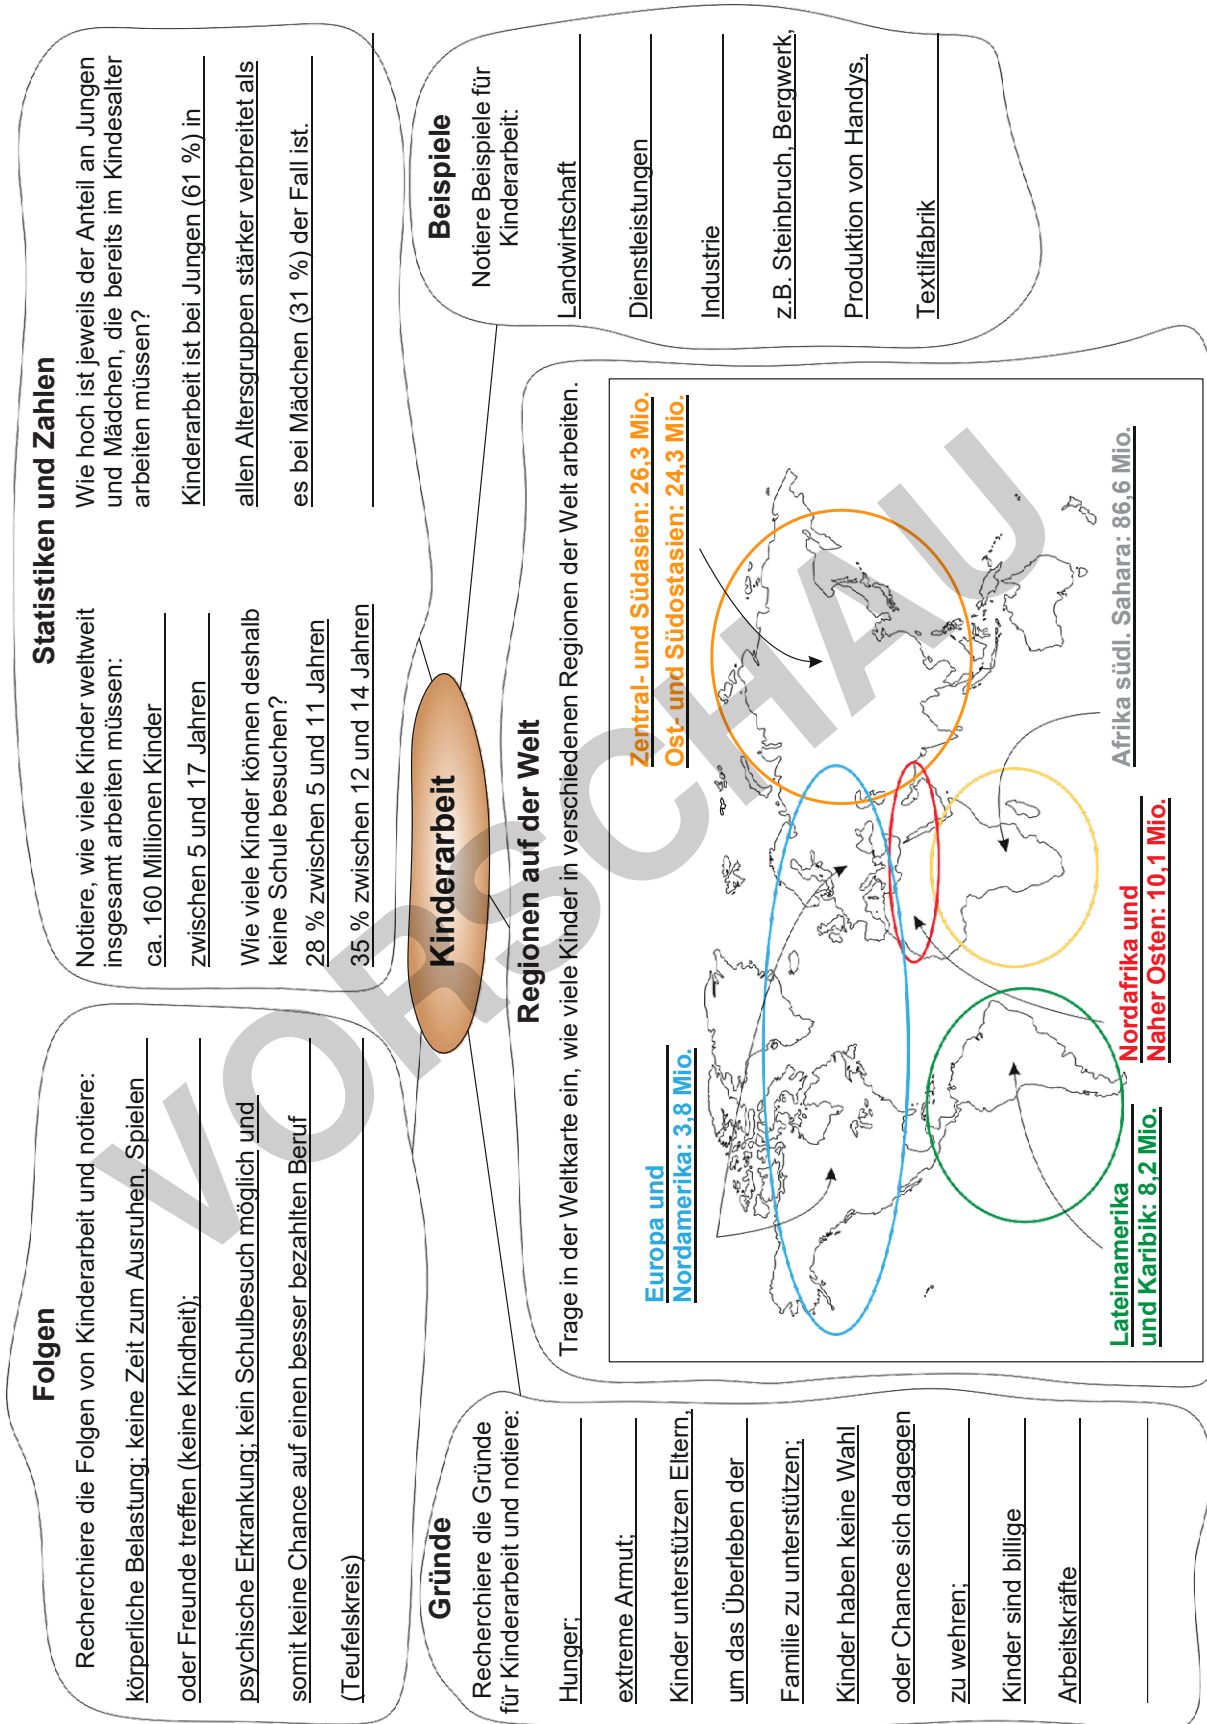 Folgen
Recherchiere die Folgen von Kinderarbeit und notiere:
körperliche Belastung; keine Zeit zum Ausruhen, Spielen
oder Freunde treffen (keine Kindheit);
psychische Erkrankung; kein Schulbesuch möglich und
somit keine Chance auf einen besser bezahlten Beruf
(Teufelskreis)
Statistiken und Zahlen
Notiere, wie viele Kinder weltweit
insgesamt arbeiten müssen:
ca. 160 Millionen Kinder
zwischen 5 und 17 Jahren
Wie viele Kinder können deshalb
keine Schule besuchen?
28 % zwischen 5 und 11 Jahren
35 % zwischen 12 und 14 Jahren
Wie hoch ist jeweils der Anteil an Jungen
und Mädchen, die bereits im Kindesalter
arbeiten müssen?
Kinderarbeit ist bei Jungen (61 %) in
allen Altersgruppen stärker verbreitet als
es bei Mädchen (31 %) der Fall ist.
Kinderarbeit
Gründe
Recherchiere die Gründe
für Kinderarbeit und notiere:
Hunger;
extreme Armut;
Kinder unterstützen Eltern,
um das Überleben der
Familie zu unterstützen;
Kinder haben keine Wahl
oder Chance sich dagegen
zu wehren;
Kinder sind billige
Arbeitskräfte
Regionen auf der Welt
Trage in der Weltkarte ein, wie viele Kinder in verschiedenen Regionen der Welt arbeiten.
Europa und
Nordamerika: 3,8 Mio.
Zentral- und Südasien: 26,3 Mio.
Ost- und Südostasien: 24,3 Mio.
Lateinamerika
und Karibik: 8,2 Mio.
Nordafrika und
Naher Osten: 10,1 Mio.
Afrika südl. Sahara: 86,6 Mio.
Beispiele
Notiere Beispiele für
Kinderarbeit:
Landwirtschaft
Dienstleistungen
Industrie
z.B. Steinbruch, Bergwerk,
Produktion von Handys,
Textilfabrik
VORSCHAU